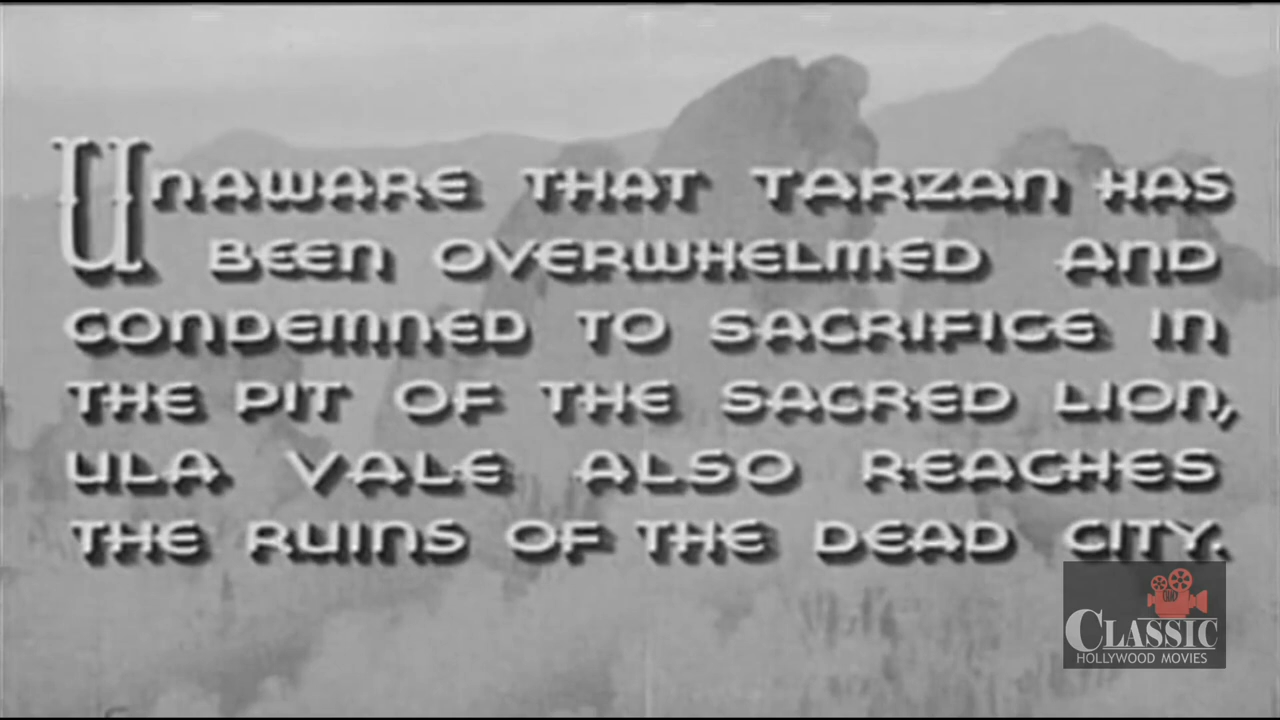 UNAWARE THAT TARZAN HAS
BEEN OVERWHELMED AND
CONDEMNED TO SACRIFICE IN
THE PIT OF THE SACRED LION,
ULA VALE ALSO REACHES
THE RUINS OF THE DEAD CITY.
CLASSIC
HOLLYWOOD MOVIES